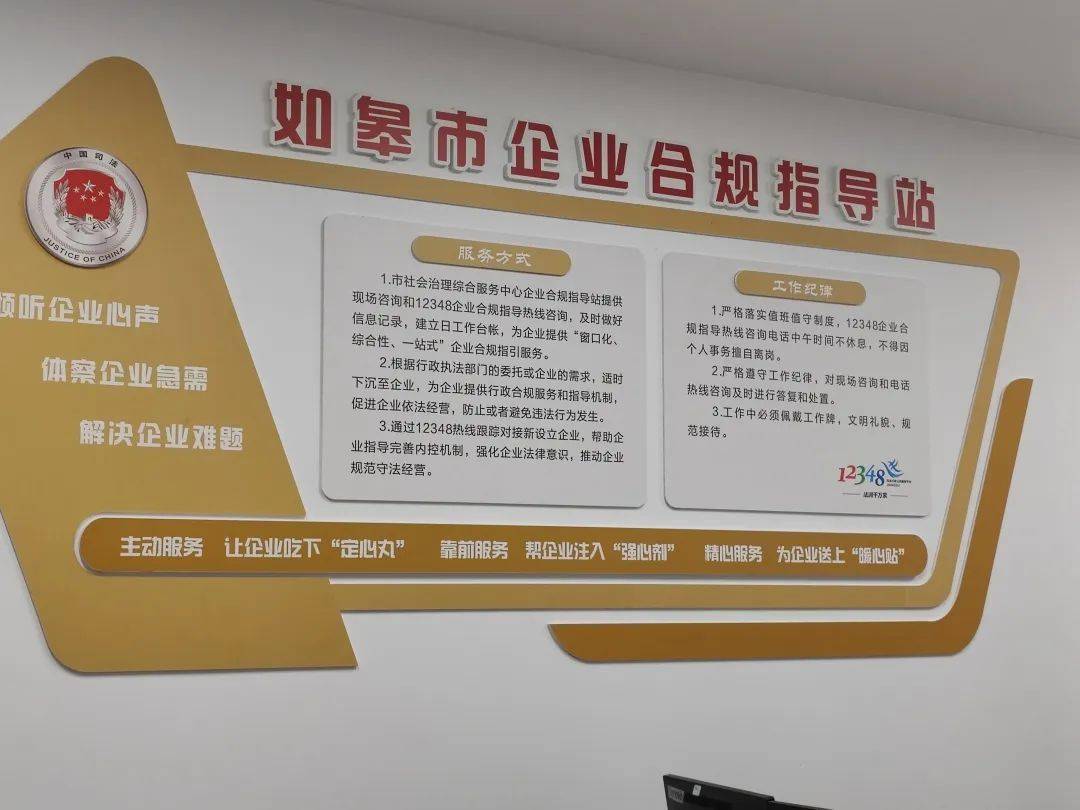 如皋市企业合规指导站
中国司法
JUSTICE OF CHINA
倾听企业心声
体察企业急需
解决企业难题
服务方式
1.市社会治理综合服务中心企业合规指导站提供
现场咨询和12348企业合规指导热线咨询，及时做好
信息记录，建立日工作台帐，为企业提供“窗口化、
综合性、一站式”企业合规指引服务。
2.根据行政执法部门的委托或企业的需求，适时
下沉至企业，为企业提供行政合规服务和指导机制，
促进企业依法经营，防止或者避免违法行为发生。
3.通过12348热线跟踪对接新设立企业，帮助企
业指导完善内控机制，强化企业法律意识，推动企业
规范守法经营。
工作纪律
1.严格落实值班值守制度，12348企业合
规指导热线咨询电话中午时间不休息，不得因
个人事务擅自离岗。
2.严格遵守工作纪律，对现场咨询和电话
热线咨询及时进行答复和处置。
3.工作中必须佩戴工作牌，文明礼貌、规
范接待。
12348
法润千万家
主动服务 让企业吃下“定心丸” 靠前服务 帮企业注入“强心剂” 精心服务 为企业送上“暖心贴”